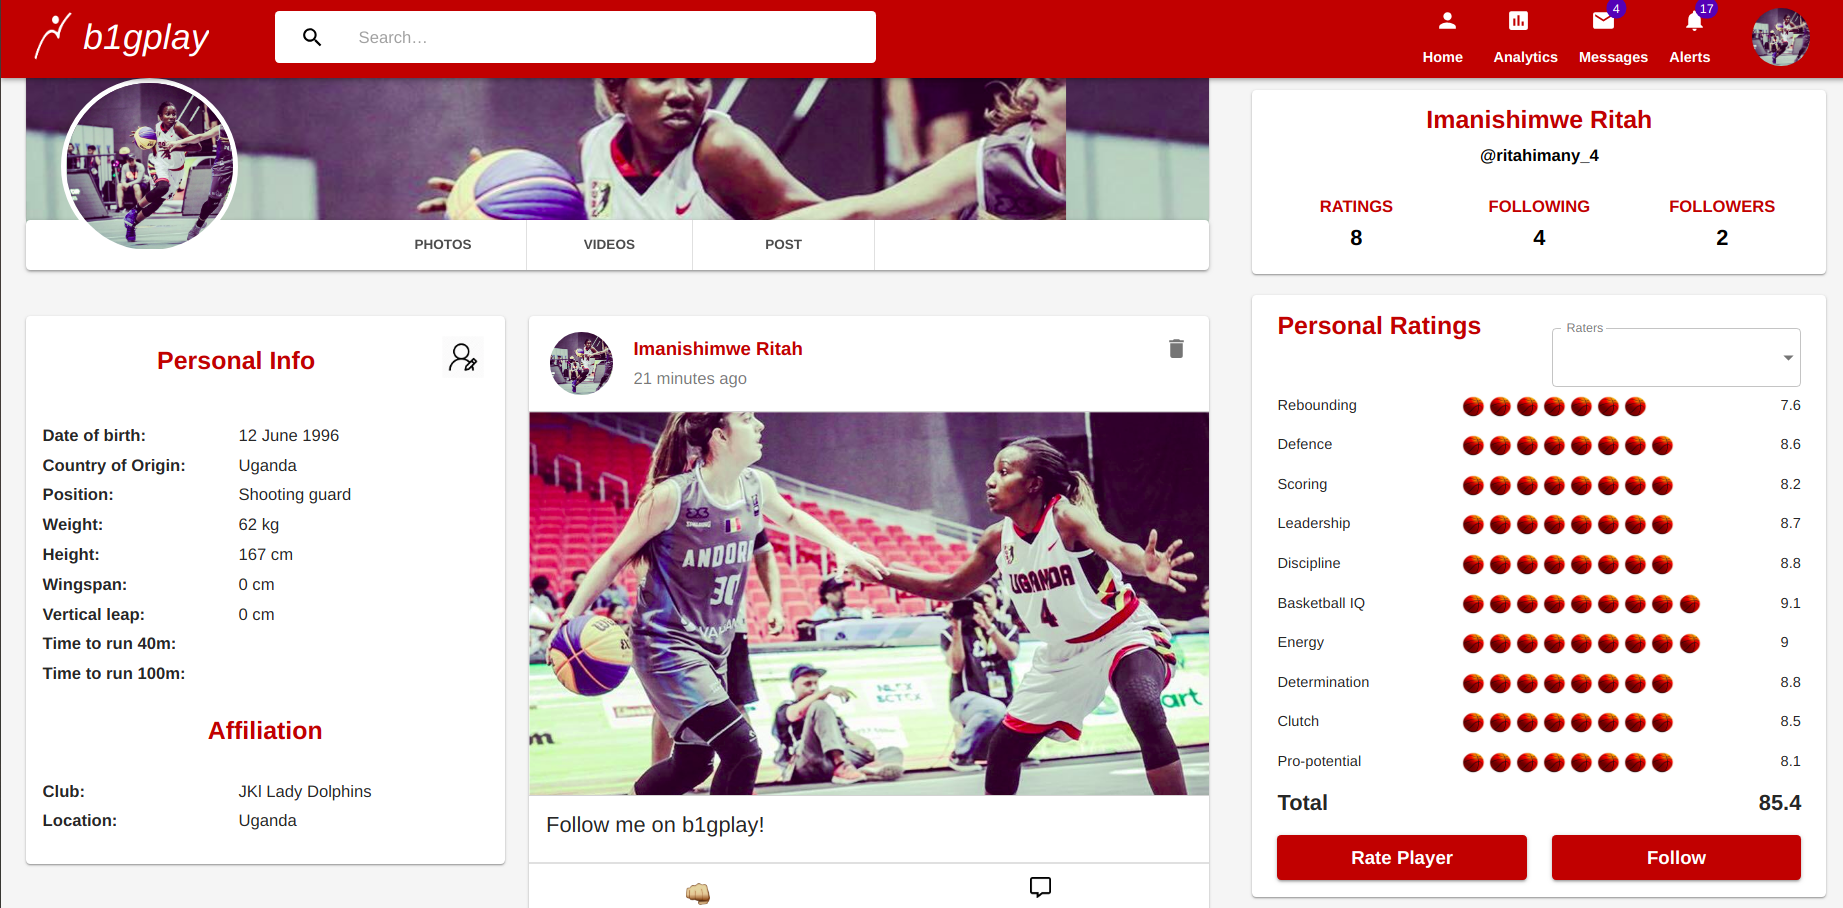 b1gplay
Search…
4
17
Home
Analytics
Messages
Alerts
PHOTOS
VIDEOS
POST
Imanishimwe Ritah
@ritahimany_4
RATINGS
FOLLOWING
FOLLOWERS
8
4
2
Personal Info
Date of birth: 12 June 1996
Country of Origin: Uganda
Position: Shooting guard
Weight: 62 kg
Height: 167 cm
Wingspan: 0 cm
Vertical leap: 0 cm
Time to run 40m:
Time to run 100m:
Affiliation
Club: JKl Lady Dolphins
Location: Uganda
Imanishimwe Ritah
21 minutes ago
ANDORR
30
UGANDA
4
Follow me on b1gplay!
Personal Ratings
Raters
Rebounding 7.6
Defence 8.6
Scoring 8.2
Leadership 8.7
Discipline 8.8
Basketball IQ 9.1
Energy 9
Determination 8.8
Clutch 8.5
Pro-potential 8.1
Total 85.4
Rate Player
Follow